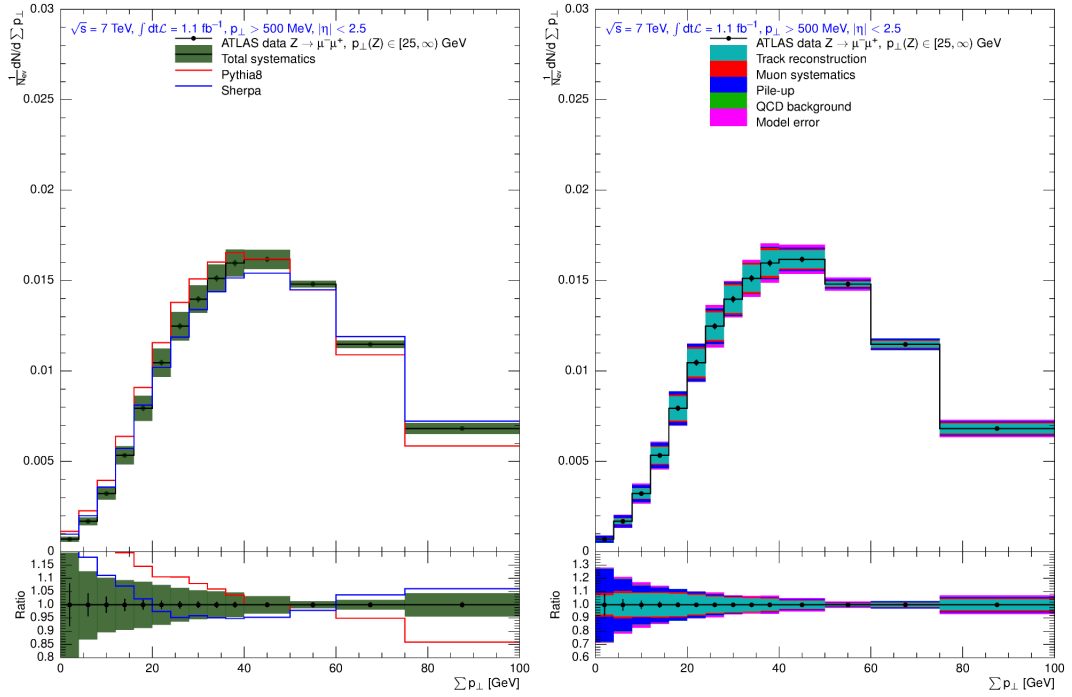 √s = 7 TeV, ∫ dtℒ = 1.1 fb⁻¹, p⊥ > 500 MeV, |η| < 2.5
ATLAS data Z → μ⁻μ⁺, p⊥(Z) ∈ [25, ∞) GeV
Total systematics
Pythia8
Sherpa
1/N_ev dN/d ∑ p⊥
0.03
0.025
0.02
0.015
0.01
0.005
0
1.15
1.1
1.05
1.0
0.95
0.9
0.85
0.8
Ratio
0 20 40 60 80 100
∑ p⊥ [GeV]
√s = 7 TeV, ∫ dtℒ = 1.1 fb⁻¹, p⊥ > 500 MeV, |η| < 2.5
ATLAS data Z → μ⁻μ⁺, p⊥(Z) ∈ [25, ∞) GeV
Track reconstruction
Muon systematics
Pile-up
QCD background
Model error
1/N_ev dN/d ∑ p⊥
0.03
0.025
0.02
0.015
0.01
0.005
0
1.3
1.2
1.1
1.0
0.9
0.8
0.7
0.6
Ratio
0 20 40 60 80 100
∑ p⊥ [GeV]